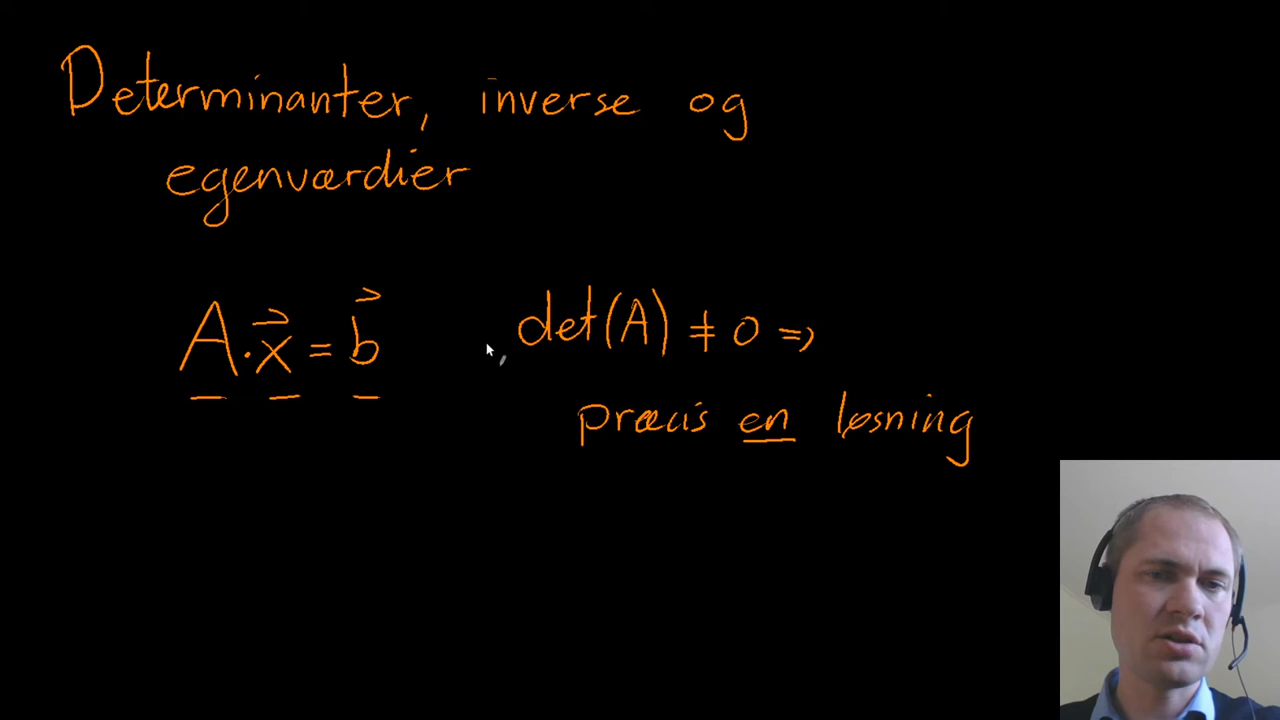 Determinanter, inverse og
egenværdier
A·x⃗ = b⃗
det(A) ≠ 0 ⇒
præcis en løsning